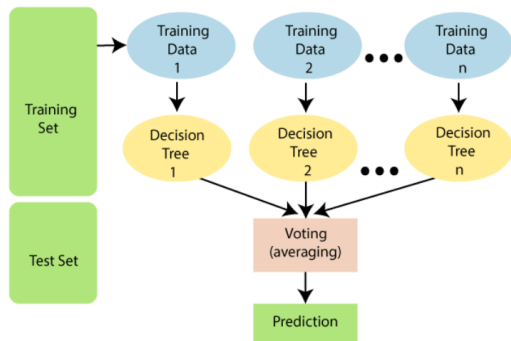 Training
Set
Training
Data
1
Training
Data
2
Training
Data
n
Decision
Tree
1
Decision
Tree
2
Decision
Tree
n
Test Set
Voting
(averaging)
Prediction